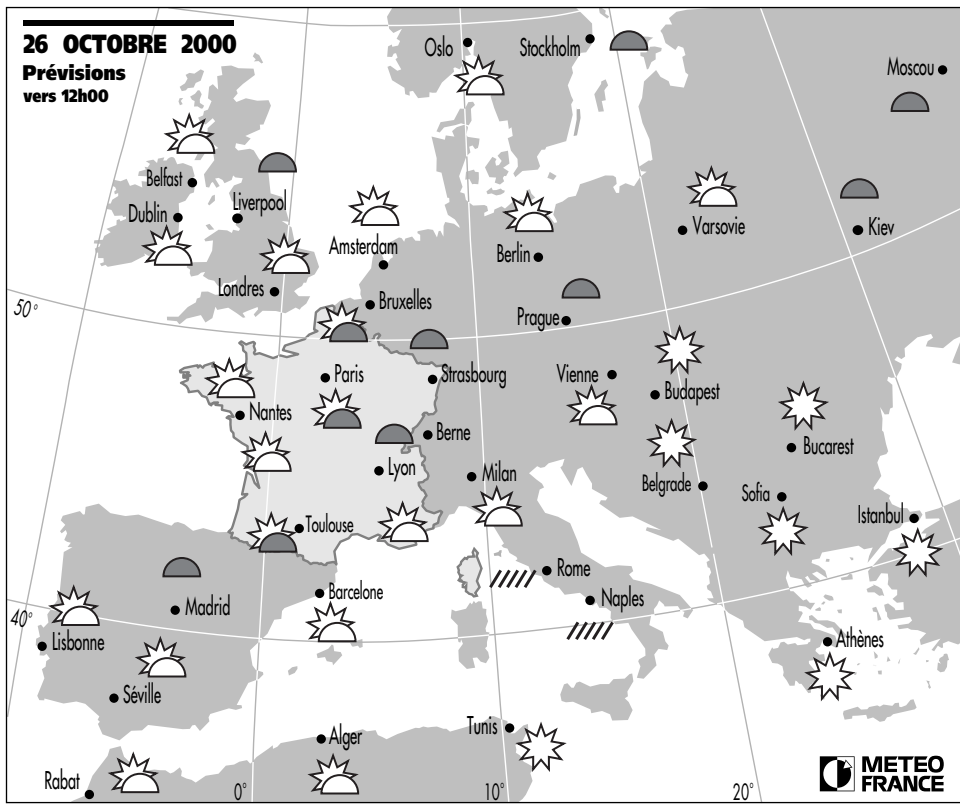 26 OCTOBRE 2000
Prévisions
vers 12h00
Oslo
Stockholm
Moscou
Belfast
Dublin
Liverpool
Varsovie
Kiev
Amsterdam
Berlin
Londres
50°
Bruxelles
Prague
Paris
Strasbourg
Vienne
Budapest
Nantes
Berne
Bucarest
Lyon
Milan
Belgrade
Sofia
Istanbul
Toulouse
Rome
Barcelone
Naples
Madrid
40°
Lisbonne
Athènes
Séville
Tunis
Alger
Rabat
0°
10°
20°
METEO
FRANCE